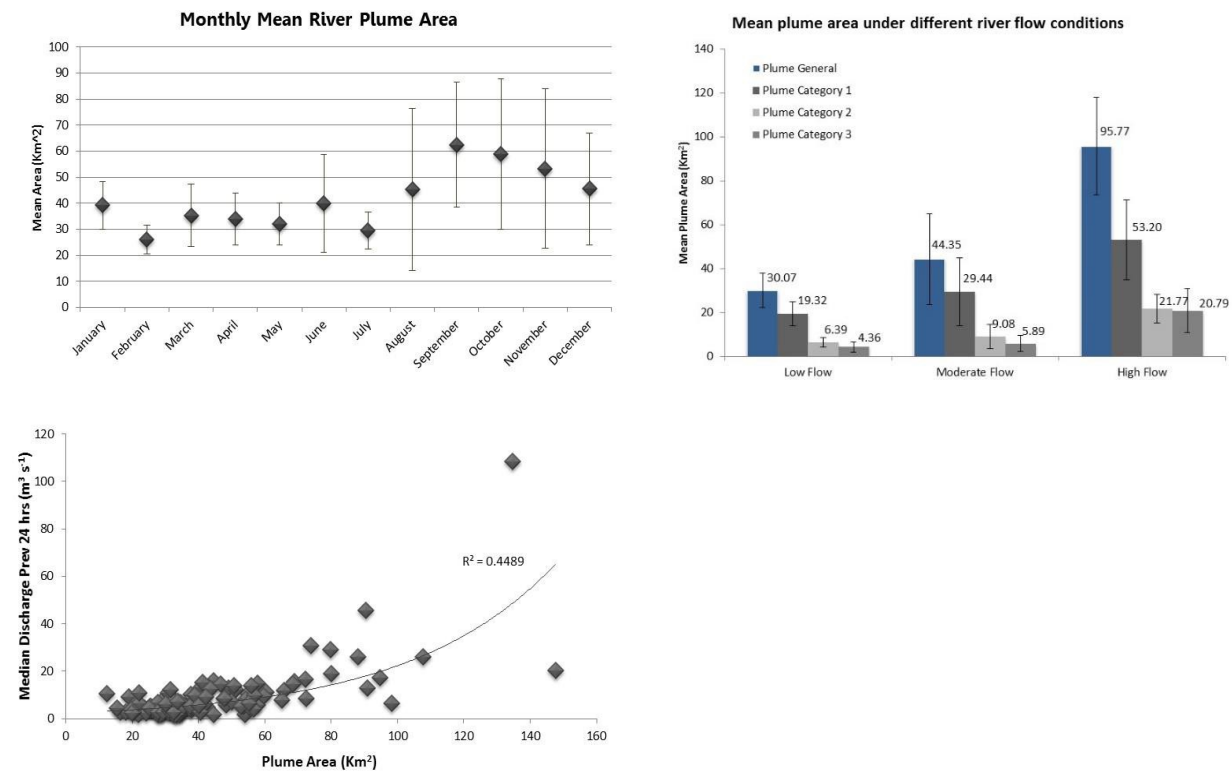 Monthly Mean River Plume Area
Mean Area (Km^2)
100
90
80
70
60
50
40
30
20
10
0
January
February
March
April
May
June
July
August
September
October
November
December
Mean plume area under different river flow conditions
Mean Plume Area (Km²)
140
120
100
80
60
40
20
0
Plume General
Plume Category 1
Plume Category 2
Plume Category 3
30.07
19.32
6.39
4.36
44.35
29.44
9.08
5.89
95.77
53.20
21.77
20.79
Low Flow
Moderate Flow
High Flow
Median Discharge Prev 24 hrs (m³ s⁻¹)
120
100
80
60
40
20
0
R² = 0.4489
0 20 40 60 80 100 120 140 160
Plume Area (Km²)